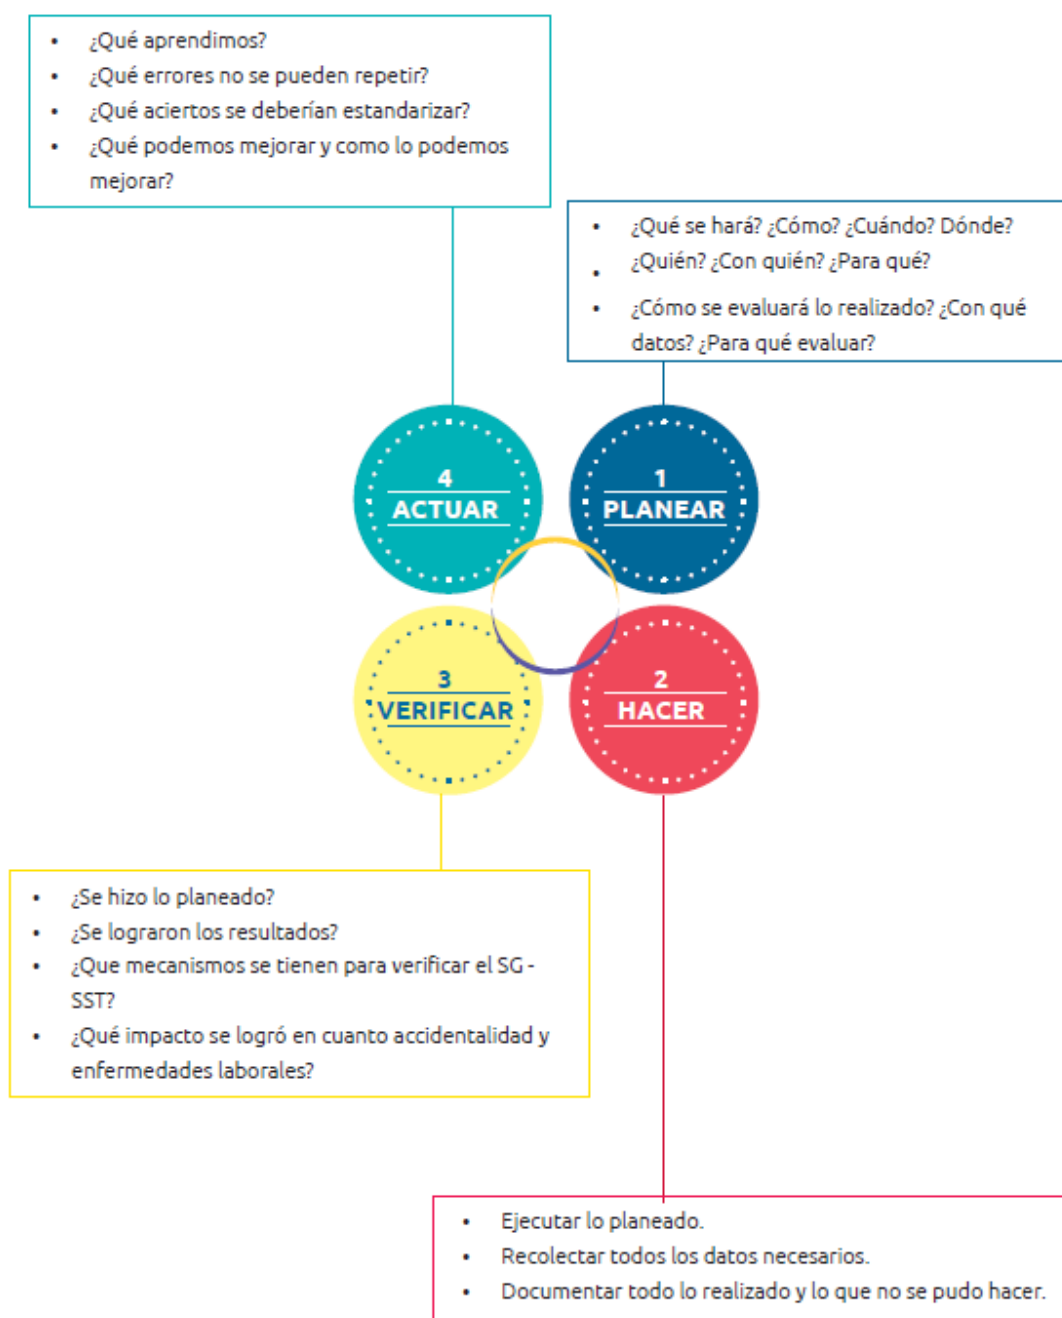 • ¿Qué aprendimos?
• ¿Qué errores no se pueden repetir?
• ¿Qué aciertos se deberían estandarizar?
• ¿Qué podemos mejorar y como lo podemos
mejorar?
• ¿Qué se hará? ¿Cómo? ¿Cuándo? Dónde?
• ¿Quién? ¿Con quién? ¿Para qué?
• ¿Cómo se evaluará lo realizado? ¿Con qué
datos? ¿Para qué evaluar?
4
ACTUAR
1
PLANEAR
3
VERIFICAR
2
HACER
• ¿Se hizo lo planeado?
• ¿Se lograron los resultados?
• ¿Que mecanismos se tienen para verificar el SG -
SST?
• ¿Qué impacto se logró en cuanto accidentalidad y
enfermedades laborales?
• Ejecutar lo planeado.
• Recolectar todos los datos necesarios.
• Documentar todo lo realizado y lo que no se pudo hacer.